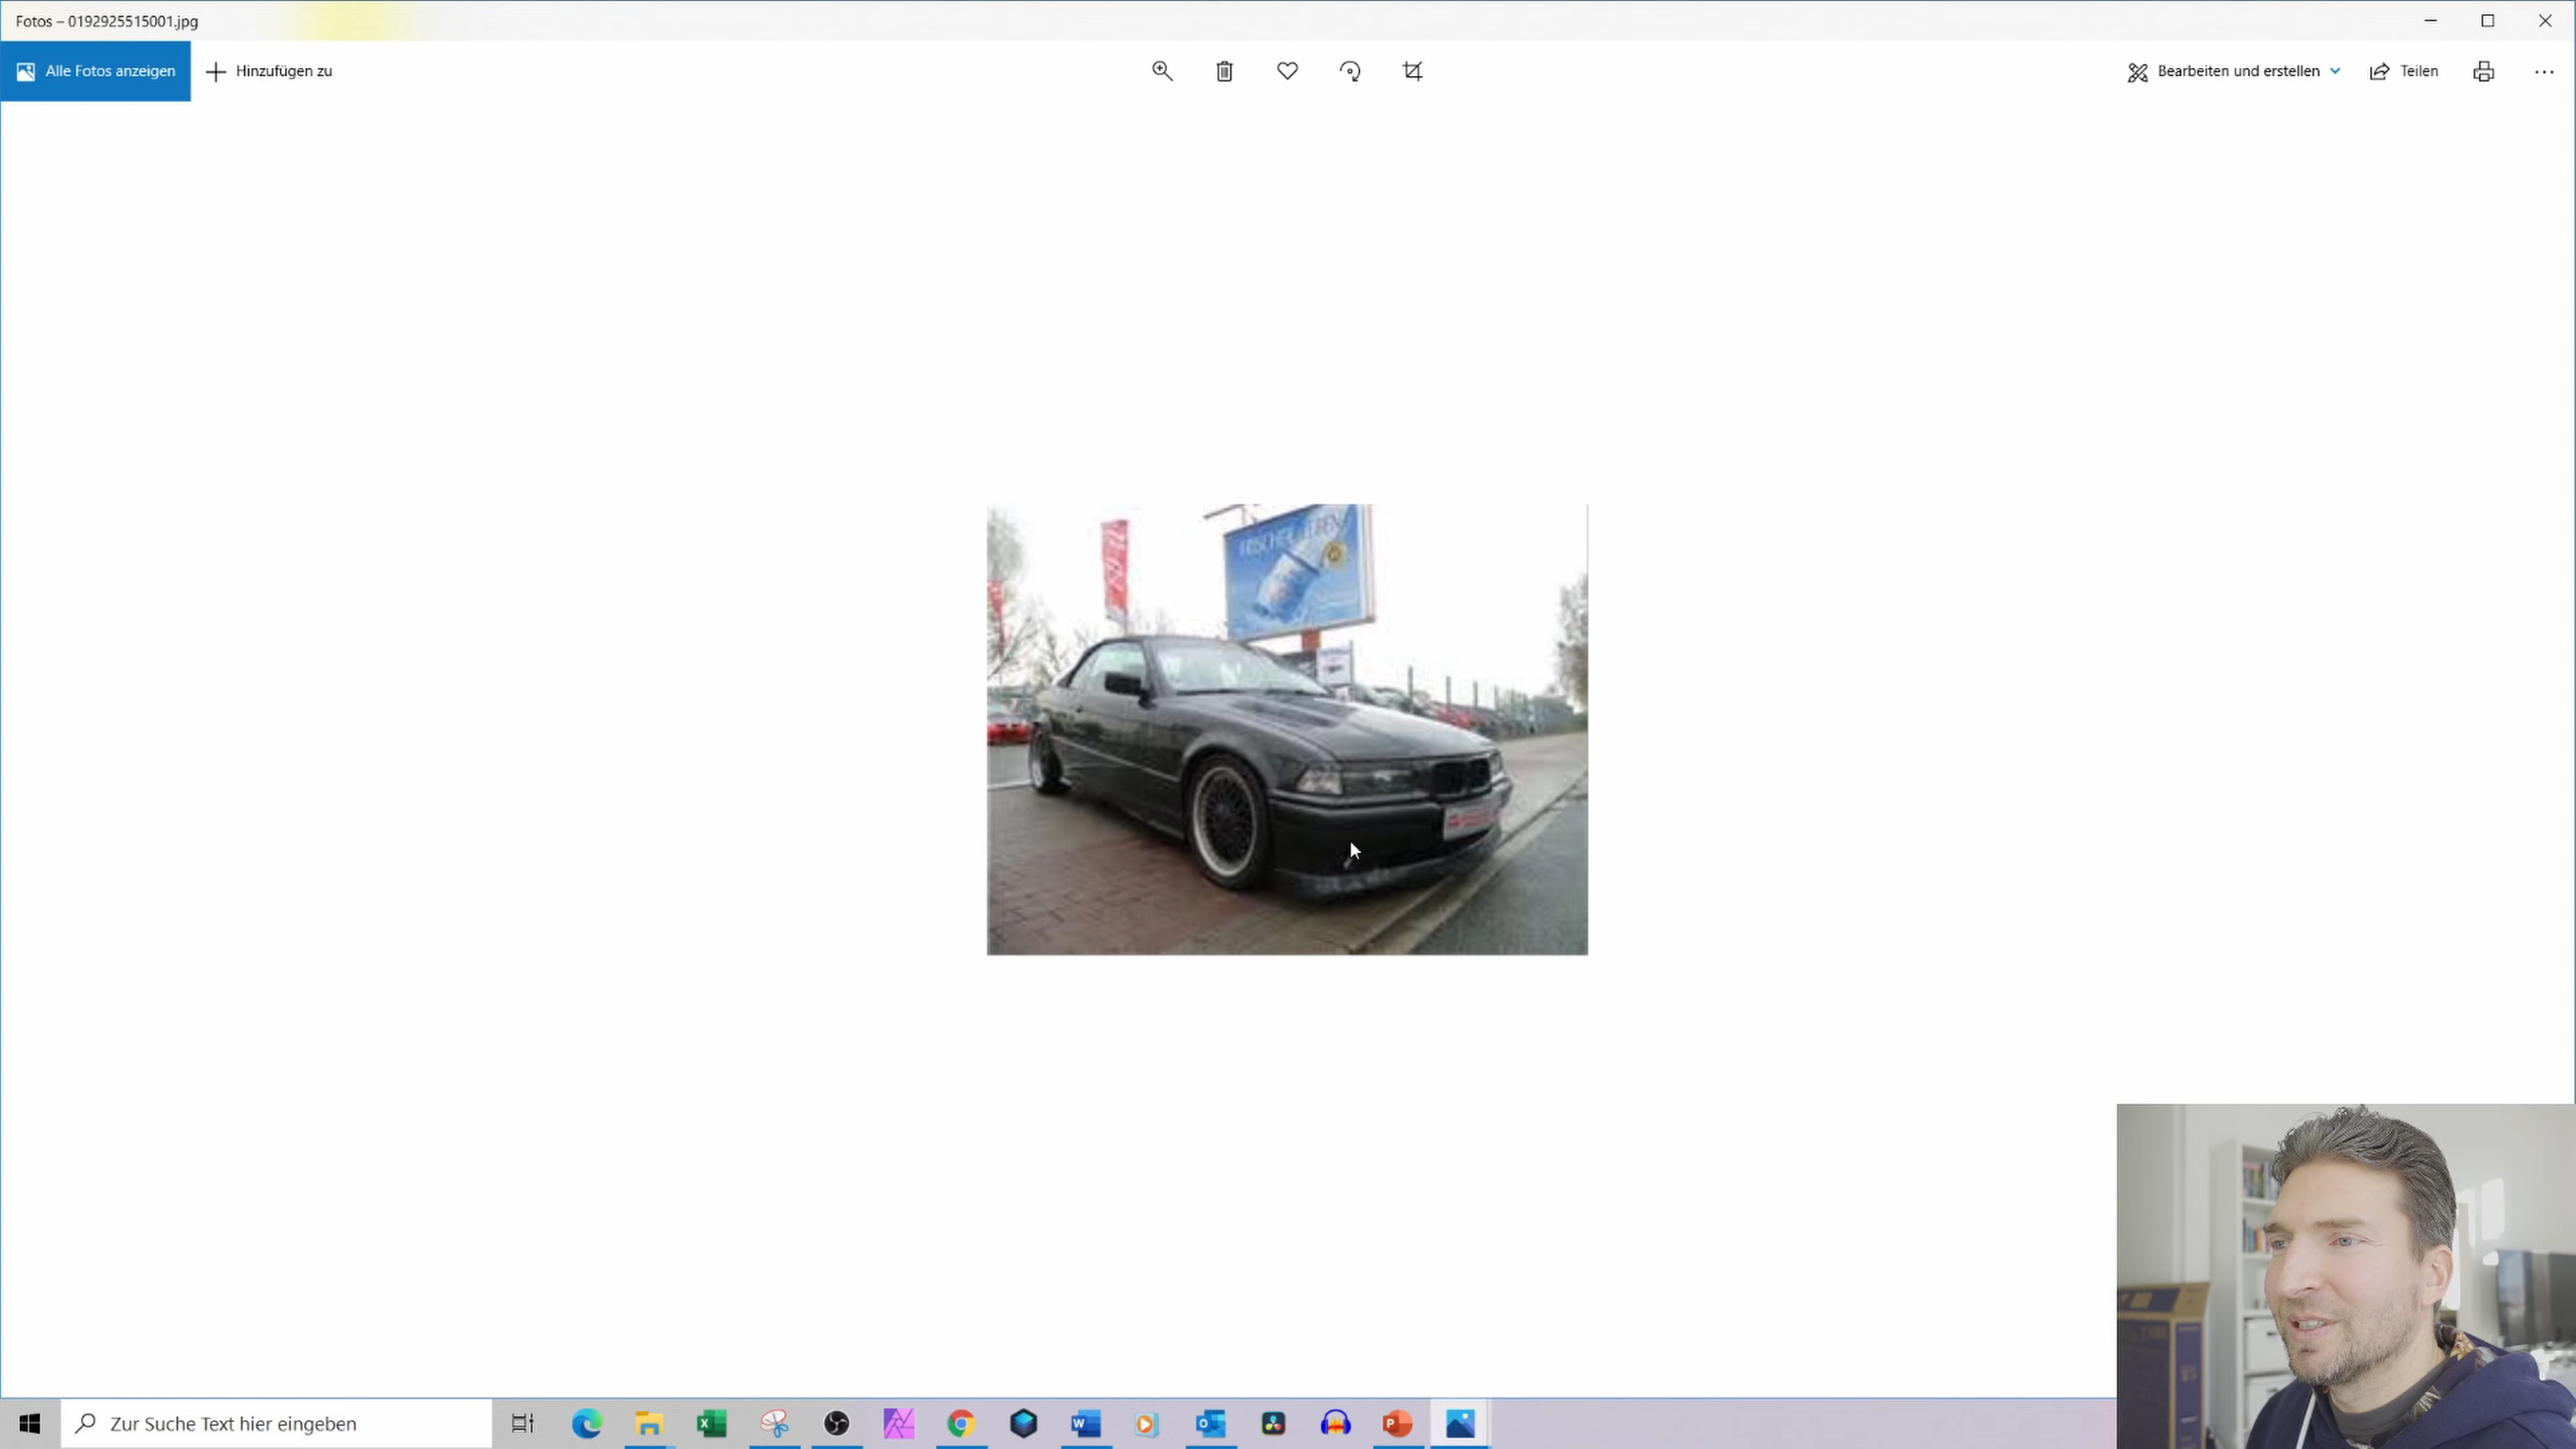 Fotos – 0192925515001.jpg
Alle Fotos anzeigen
Hinzufügen zu
Bearbeiten und erstellen
Teilen
Zur Suche Text hier eingeben